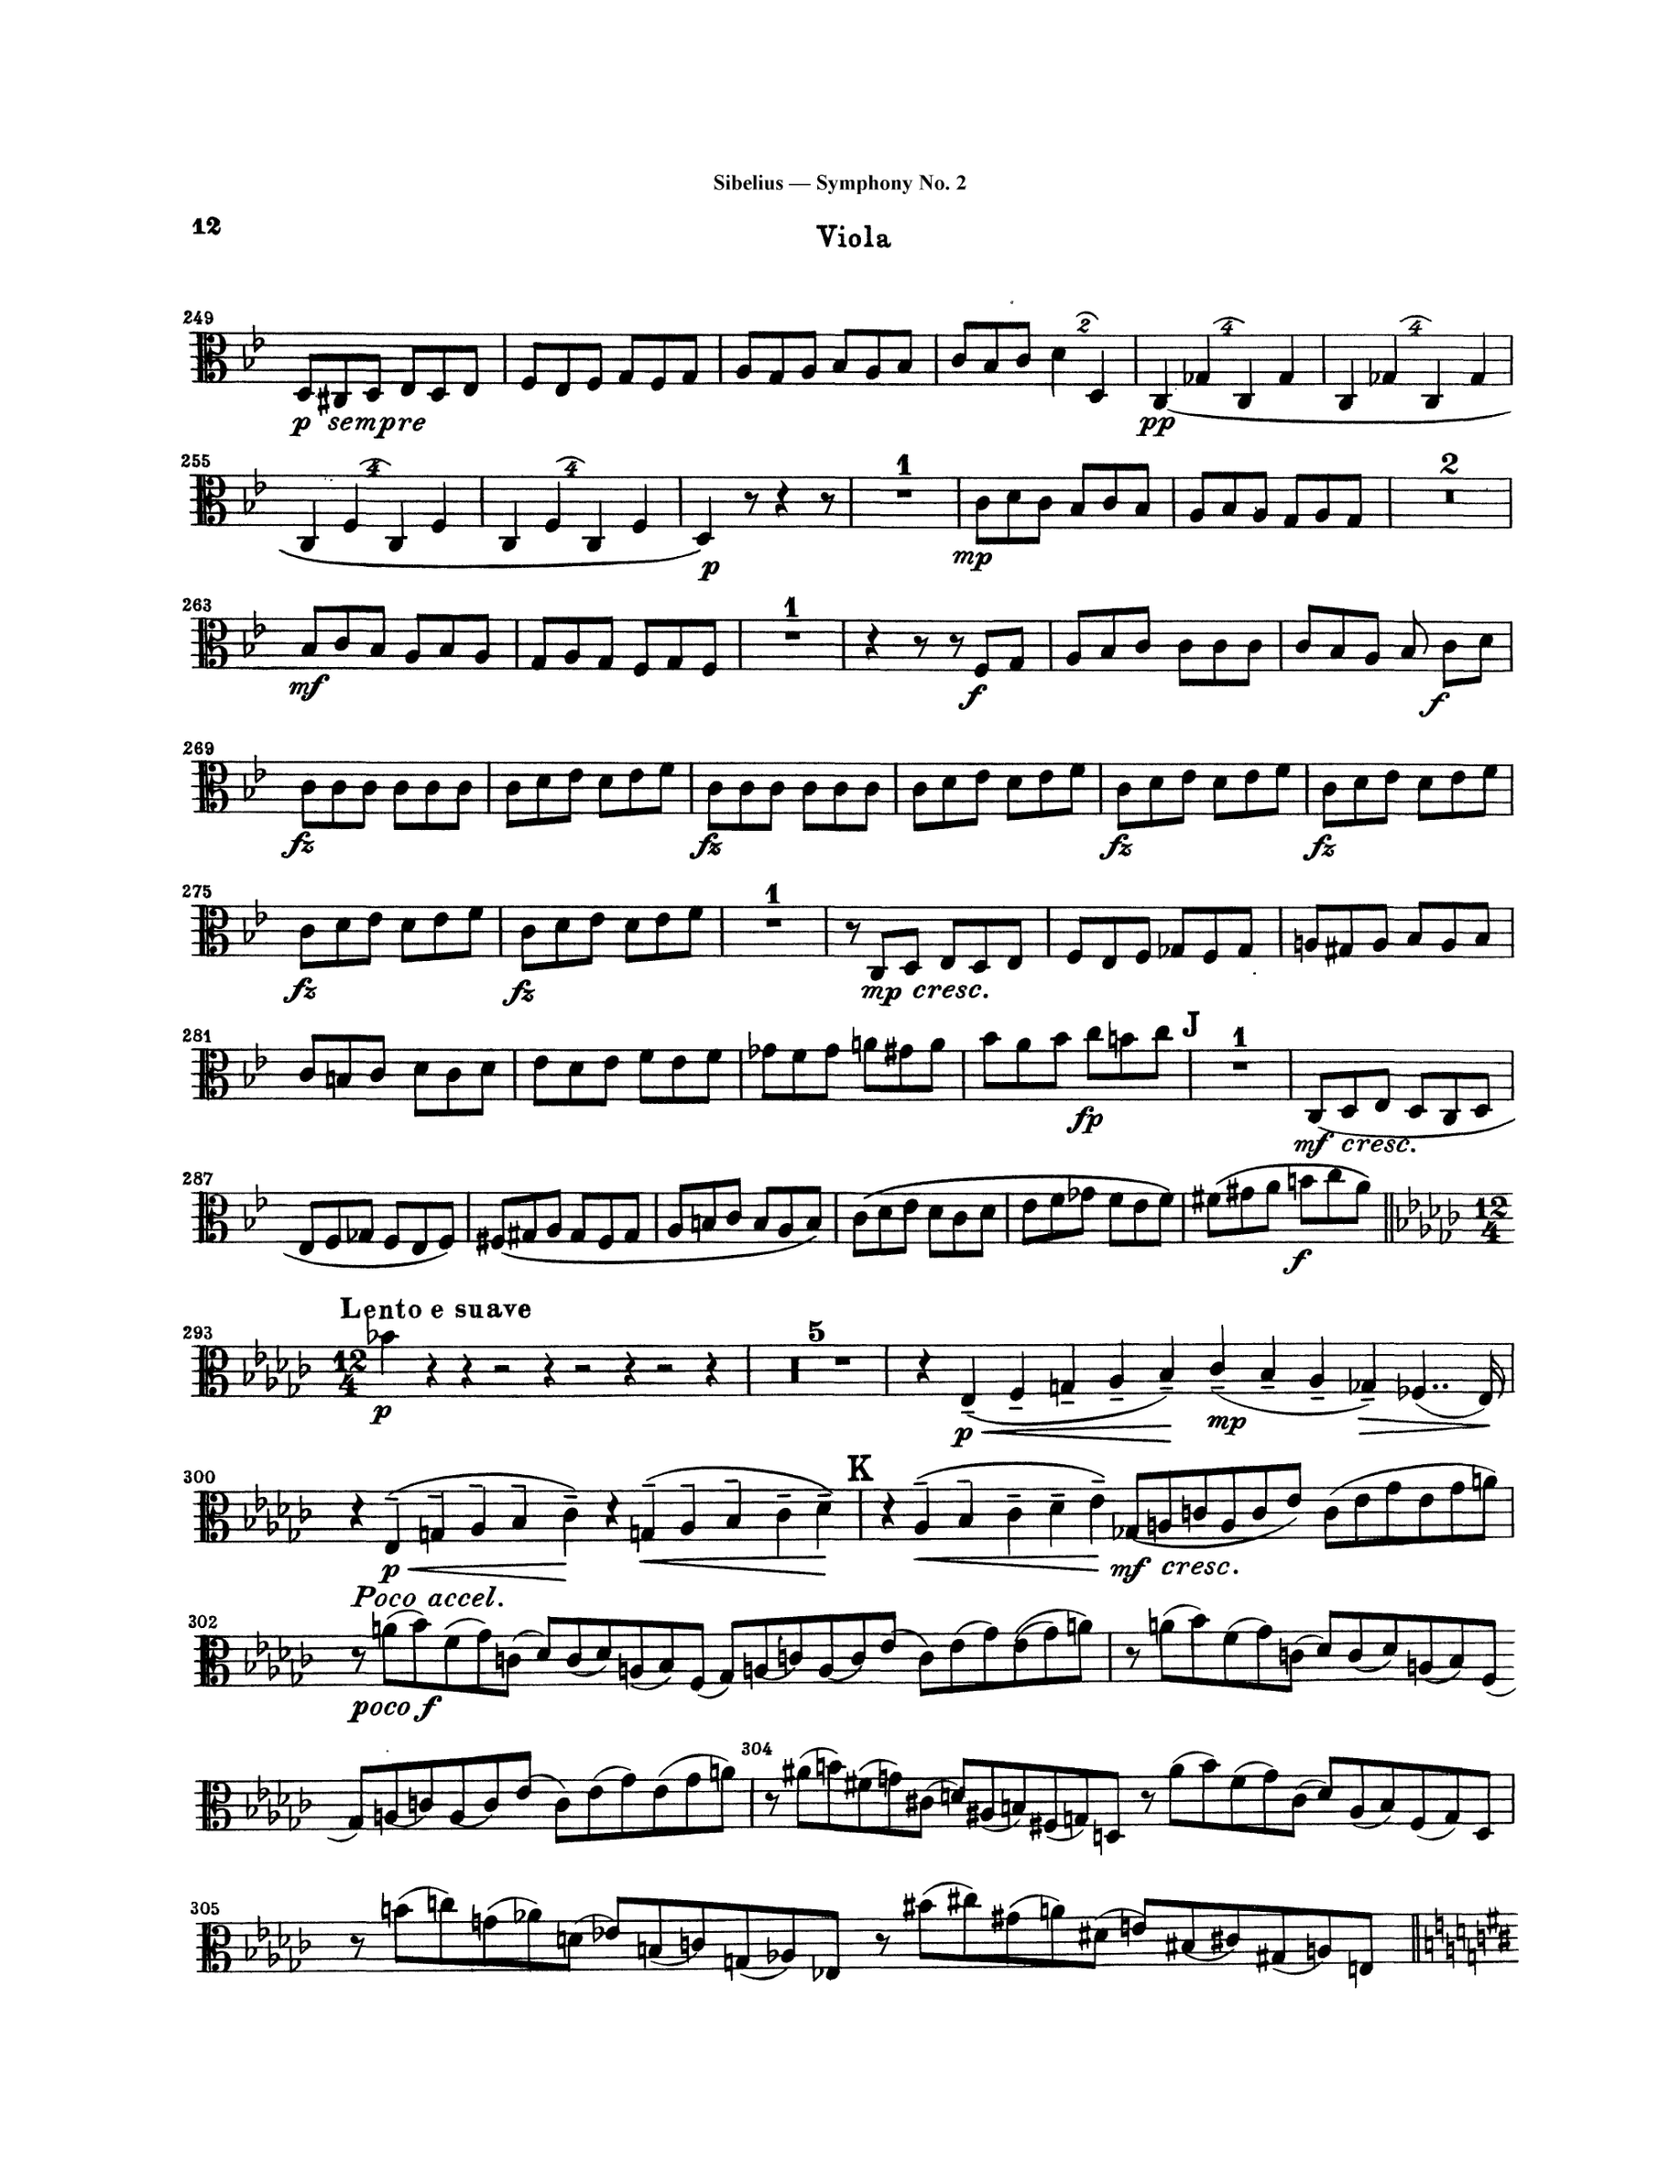 Sibelius — Symphony No. 2
12
Viola
249
2 4 4
p sempre pp
255
4 4 1 2
p mp
263
1
mf f f
269
fz fz fz fz
275
1
fz fz mp cresc.
281
J 1
fp mf cresc.
287
12
4
f
Lento e suave
293
12
4
5
p p mp
300
K
p mf cresc.
Poco accel.
302
poco f
304
305